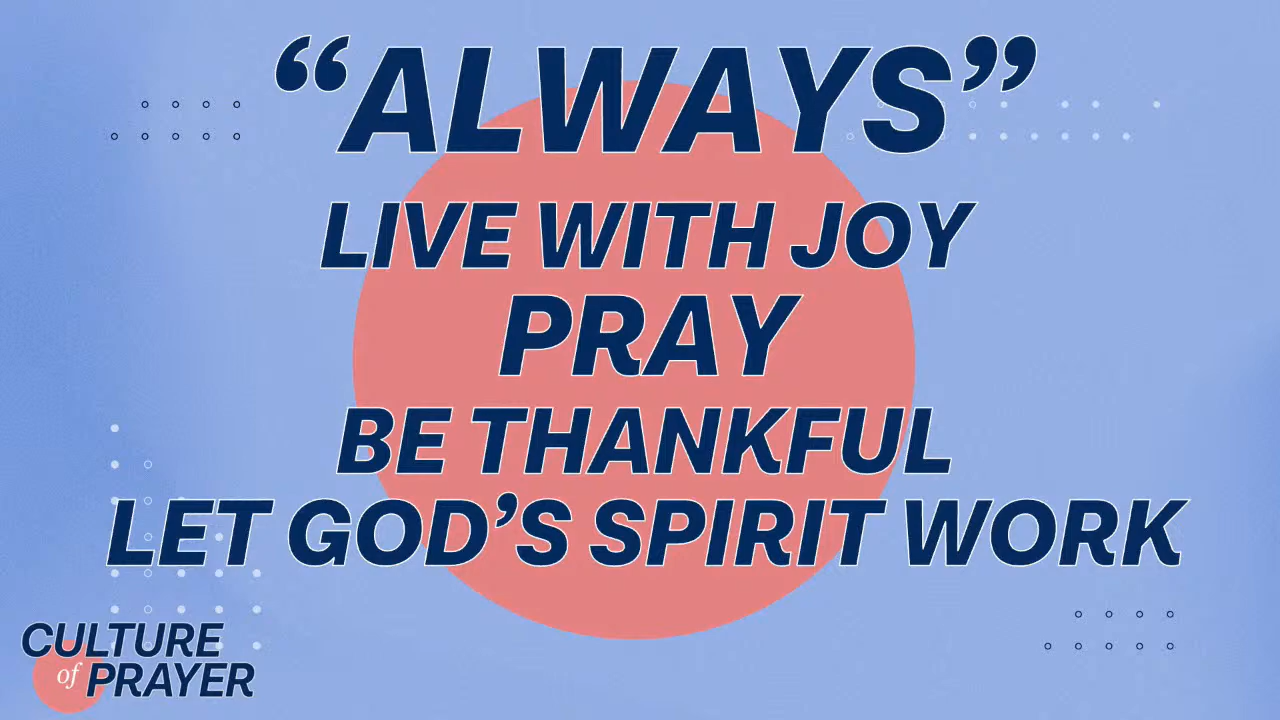 “ALWAYS”
LIVE WITH JOY
PRAY
BE THANKFUL
LET GOD’S SPIRIT WORK
CULTURE
of PRAYER